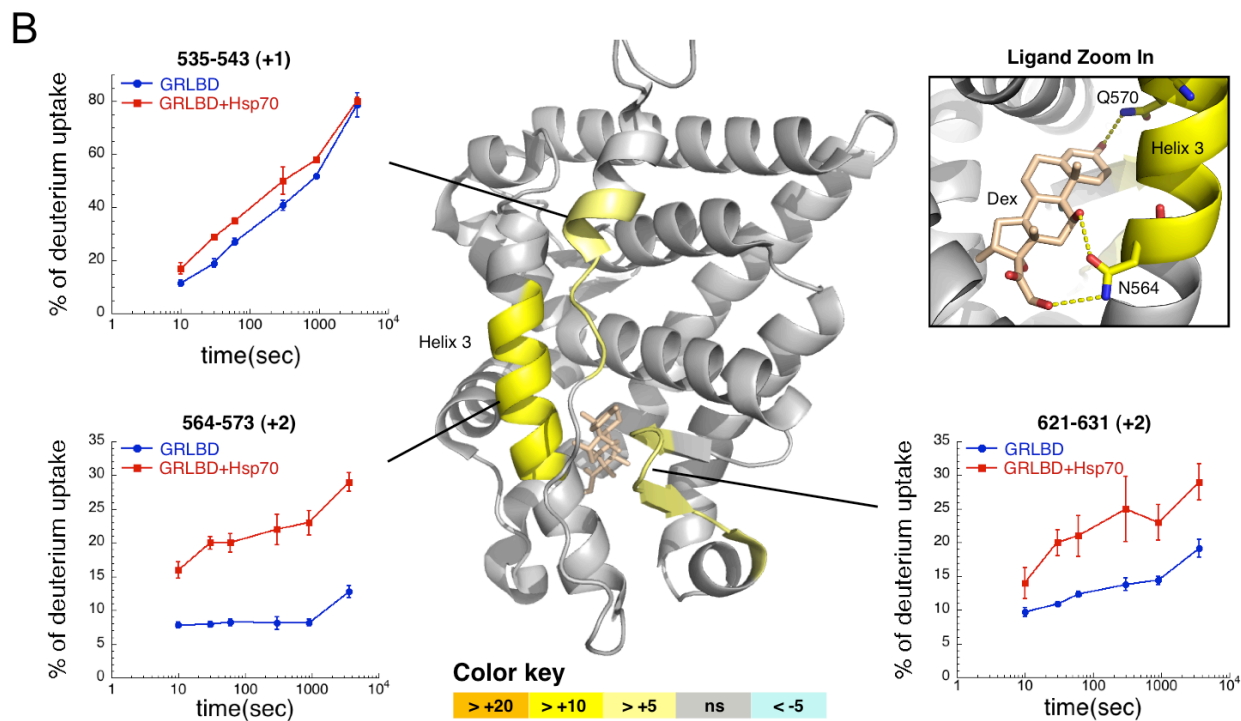 B
535-543 (+1)
GRLBD
GRLBD+Hsp70
% of deuterium uptake
80
60
40
20
0
1 10 100 1000 10⁴
time(sec)
Helix 3
Ligand Zoom In
Q570
Helix 3
Dex
N564
564-573 (+2)
GRLBD
GRLBD+Hsp70
% of deuterium uptake
35
30
25
20
15
10
5
0
10 100 1000 10⁴
time(sec)
621-631 (+2)
GRLBD
GRLBD+Hsp70
% of deuterium uptake
35
30
25
20
15
10
5
0
1 10 100 1000 10⁴
time(sec)
Color key
> +20 > +10 > +5 ns < -5